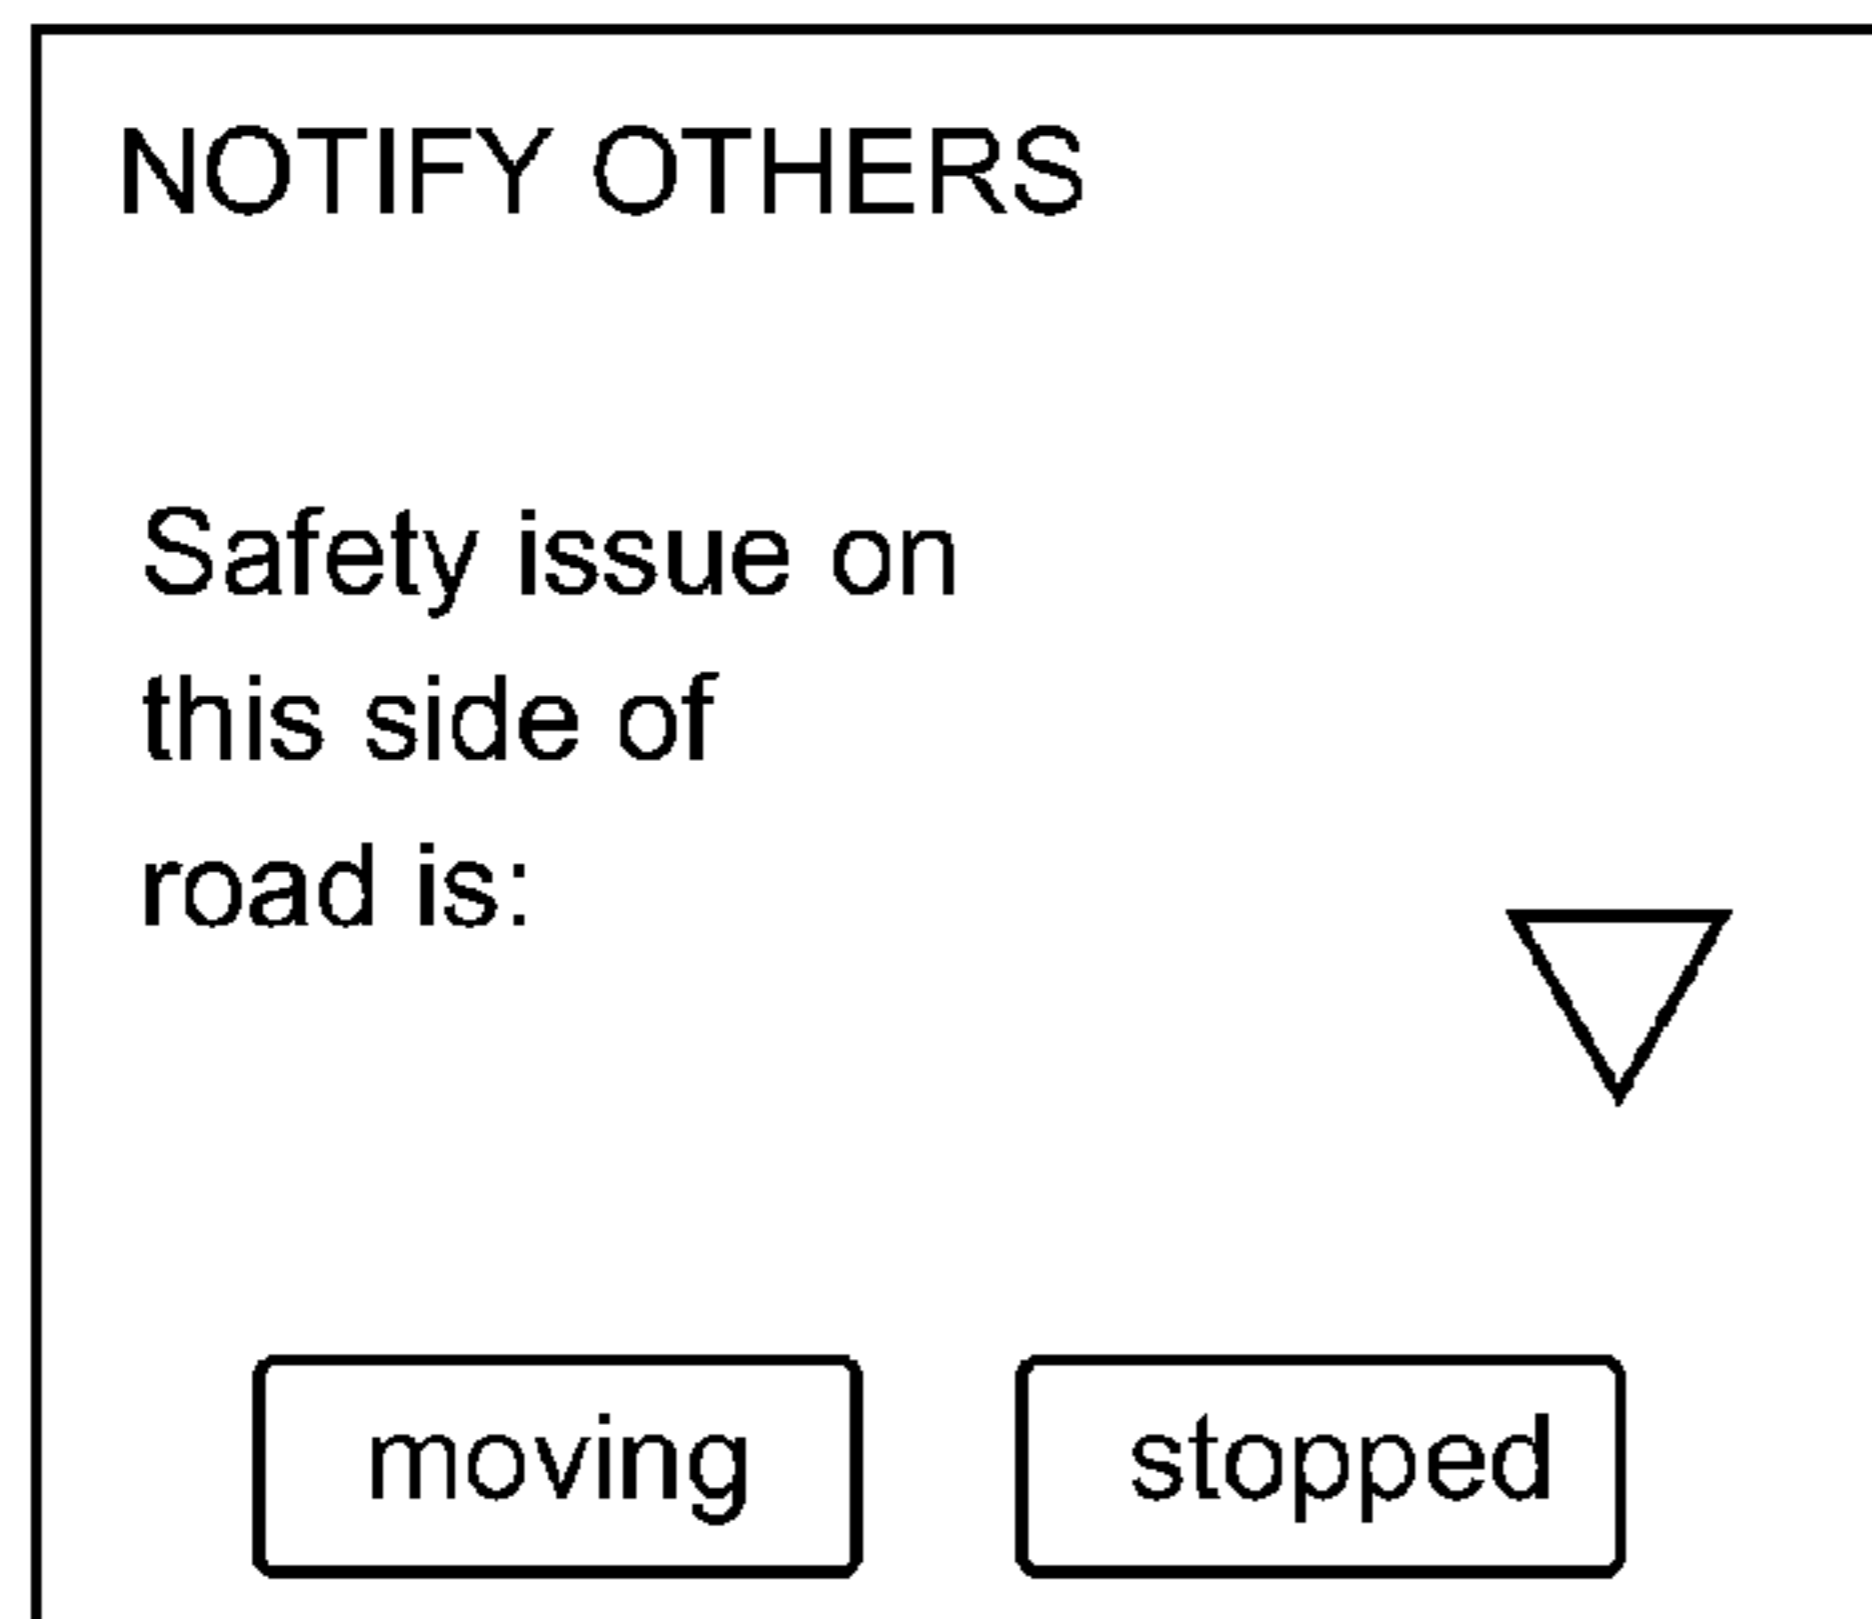 NOTIFY OTHERS
Safety issue on
this side of
road is:
moving
stopped